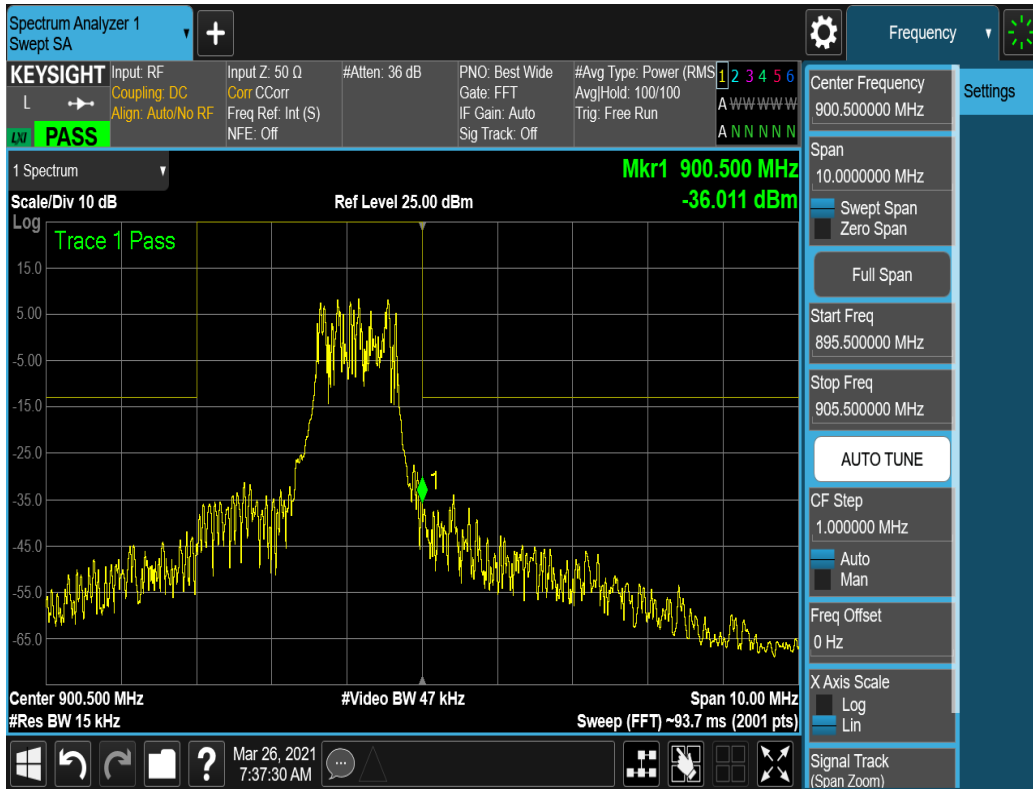 Spectrum Analyzer 1
Swept SA
+
Frequency
KEYSIGHT
L
LXI PASS
Input: RF
Coupling: DC
Align: Auto/No RF
Input Z: 50 Ω
Corr CCorr
Freq Ref: Int (S)
NFE: Off
#Atten: 36 dB
PNO: Best Wide
Gate: FFT
IF Gain: Auto
Sig Track: Off
#Avg Type: Power (RMS
Avg|Hold: 100/100
Trig: Free Run
1 2 3 4 5 6
A W W W W W
A N N N N N
1 Spectrum
Scale/Div 10 dB
Ref Level 25.00 dBm
Mkr1 900.500 MHz
-36.011 dBm
Log
Trace 1 Pass
15.0
5.00
-5.00
-15.0
-25.0
-35.0
-45.0
-55.0
-65.0
1
Center 900.500 MHz
#Video BW 47 kHz
Span 10.00 MHz
#Res BW 15 kHz
Sweep (FFT) ~93.7 ms (2001 pts)
?
Mar 26, 2021
7:37:30 AM
Center Frequency
900.500000 MHz
Settings
Span
10.0000000 MHz
Swept Span
Zero Span
Full Span
Start Freq
895.500000 MHz
Stop Freq
905.500000 MHz
AUTO TUNE
CF Step
1.000000 MHz
Auto
Man
Freq Offset
0 Hz
X Axis Scale
Log
Lin
Signal Track
(Span Zoom)